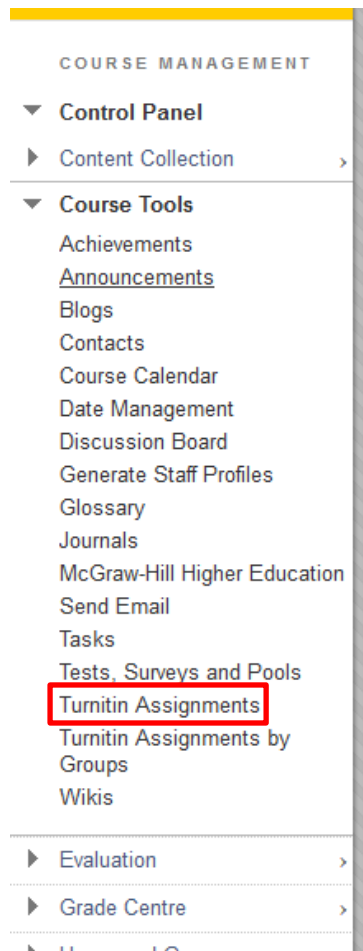 COURSE MANAGEMENT
Control Panel
Content Collection
Course Tools
Achievements
Announcements
Blogs
Contacts
Course Calendar
Date Management
Discussion Board
Generate Staff Profiles
Glossary
Journals
McGraw-Hill Higher Education
Send Email
Tasks
Tests, Surveys and Pools
Turnitin Assignments
Turnitin Assignments by
Groups
Wikis
Evaluation
Grade Centre